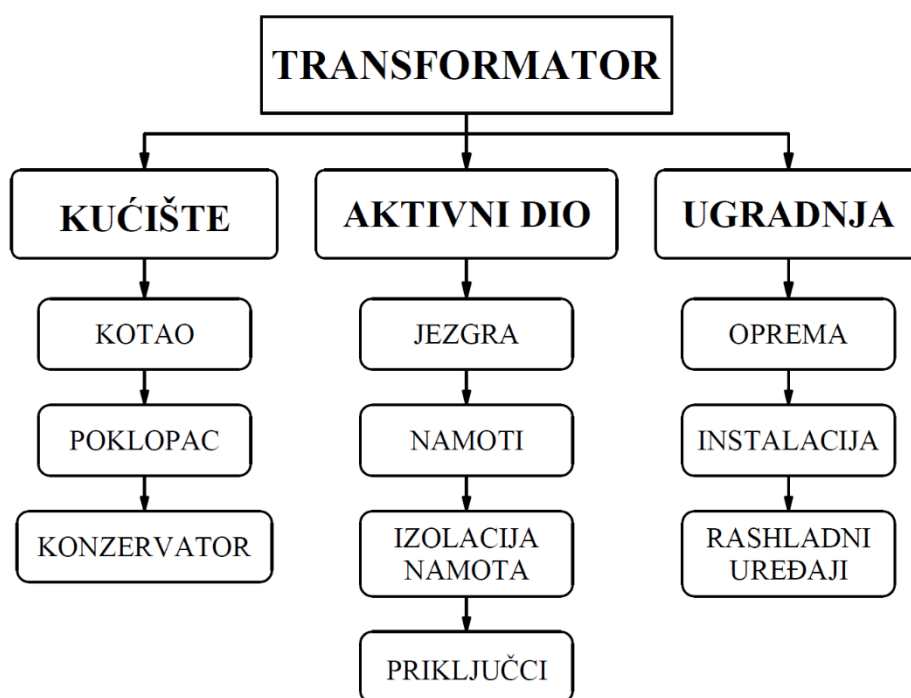 TRANSFORMATOR
KUĆIŠTE
AKTIVNI DIO
UGRADNJA
KOTAO
JEZGRA
OPREMA
POKLOPAC
NAMOTI
INSTALACIJA
KONZERVATOR
IZOLACIJA
NAMOTA
RASHLADNI
UREĐAJI
PRIKLJUČCI